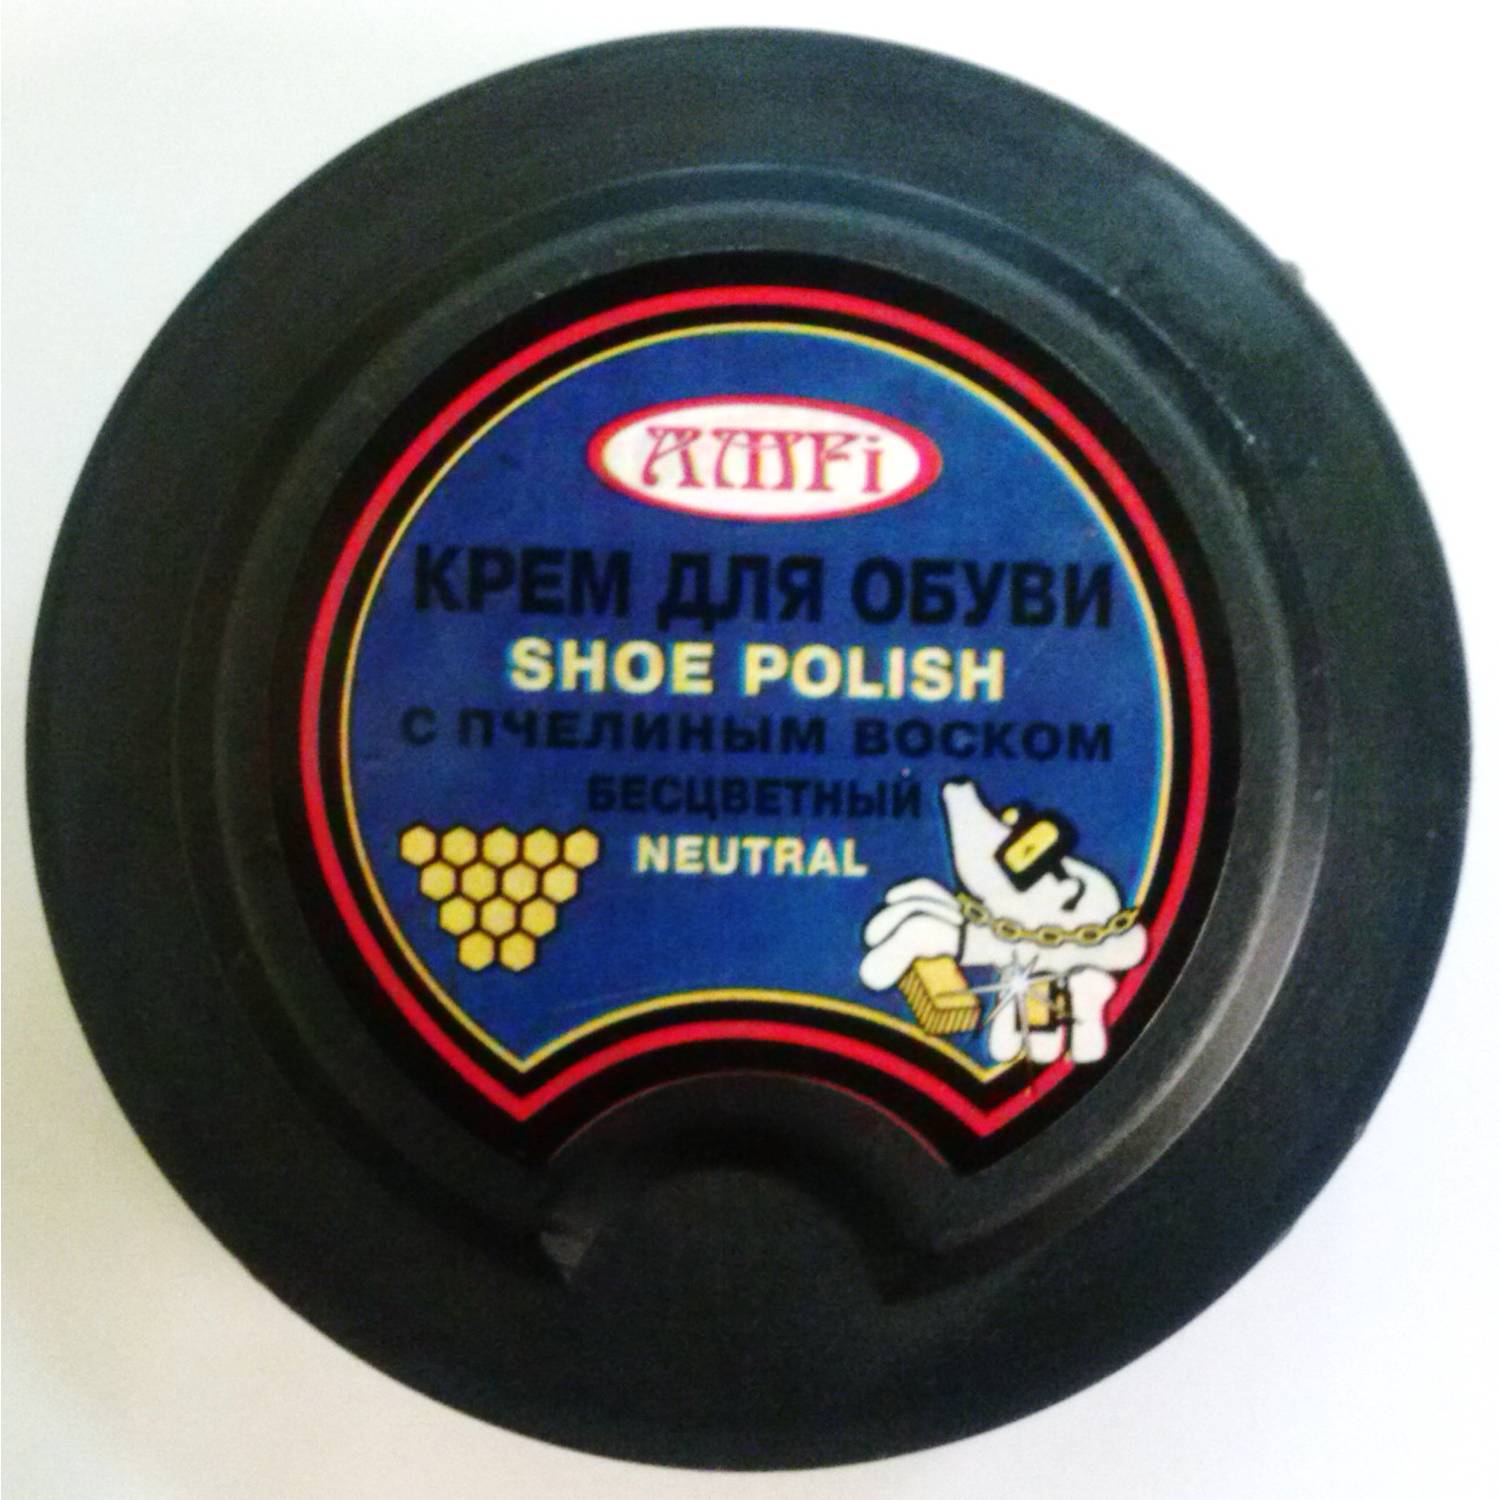 AMFi
КРЕМ ДЛЯ ОБУВИ
SHOE POLISH
С ПЧЕЛИНЫМ ВОСКОМ
БЕСЦВЕТНЫЙ
NEUTRAL